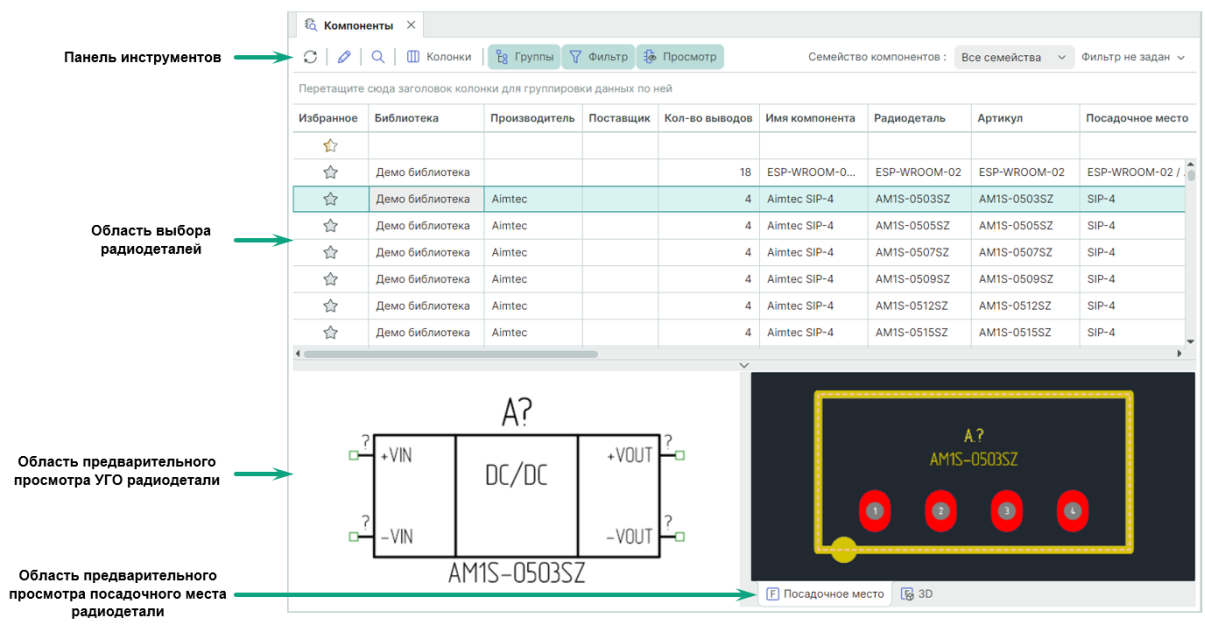 Компоненты
Панель инструментов
Колонки Группы Фильтр Просмотр Семейство компонентов : Все семейства Фильтр не задан
Перетащите сюда заголовок колонки для группировки данных по ней
Избранное Библиотека Производитель Поставщик Кол-во выводов Имя компонента Радиодеталь Артикул Посадочное место
Демо библиотека 18 ESP-WROOM-0... ESP-WROOM-02 ESP-WROOM-02 ESP-WROOM-02 /
Демо библиотека Aimtec 4 Aimtec SIP-4 AM1S-0503SZ AM1S-0503SZ SIP-4
Демо библиотека Aimtec 4 Aimtec SIP-4 AM1S-0505SZ AM1S-0505SZ SIP-4
Демо библиотека Aimtec 4 Aimtec SIP-4 AM1S-0507SZ AM1S-0507SZ SIP-4
Демо библиотека Aimtec 4 Aimtec SIP-4 AM1S-0509SZ AM1S-0509SZ SIP-4
Демо библиотека Aimtec 4 Aimtec SIP-4 AM1S-0512SZ AM1S-0512SZ SIP-4
Демо библиотека Aimtec 4 Aimtec SIP-4 AM1S-0515SZ AM1S-0515SZ SIP-4
Область выбора
радиодеталей
A?
? ?
+VIN DC/DC +VOUT
? ?
-VIN -VOUT
AM1S-0503SZ
A.?
AM1S-0503SZ
1 2 3 4
Область предварительного
просмотра УГО радиодетали
Область предварительного
просмотра посадочного места
радиодетали
F Посадочное место 3D